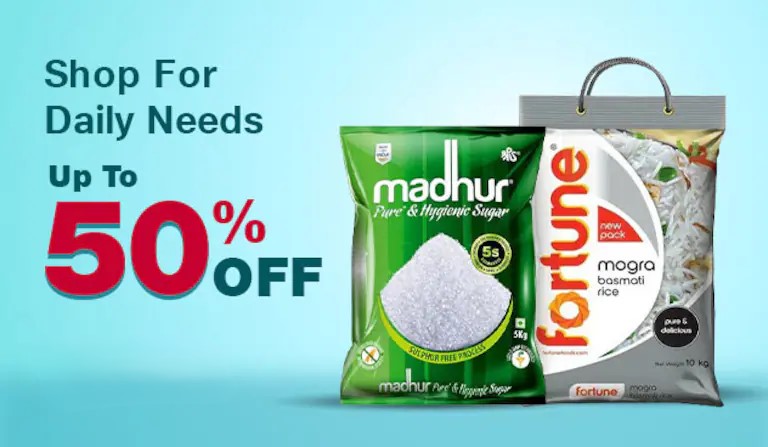 Shop For
Daily Needs
Up To
50%
OFF
madhur
Pure & Hygienic Sugar
5s
SULPHUR FREE PROCESS
5Kg
madhur Pure & Hygienic Sugar
fortune
new
pack
mogra
basmati
rice
pure &
delicious
Net Weight 10 kg
fortune
mogra